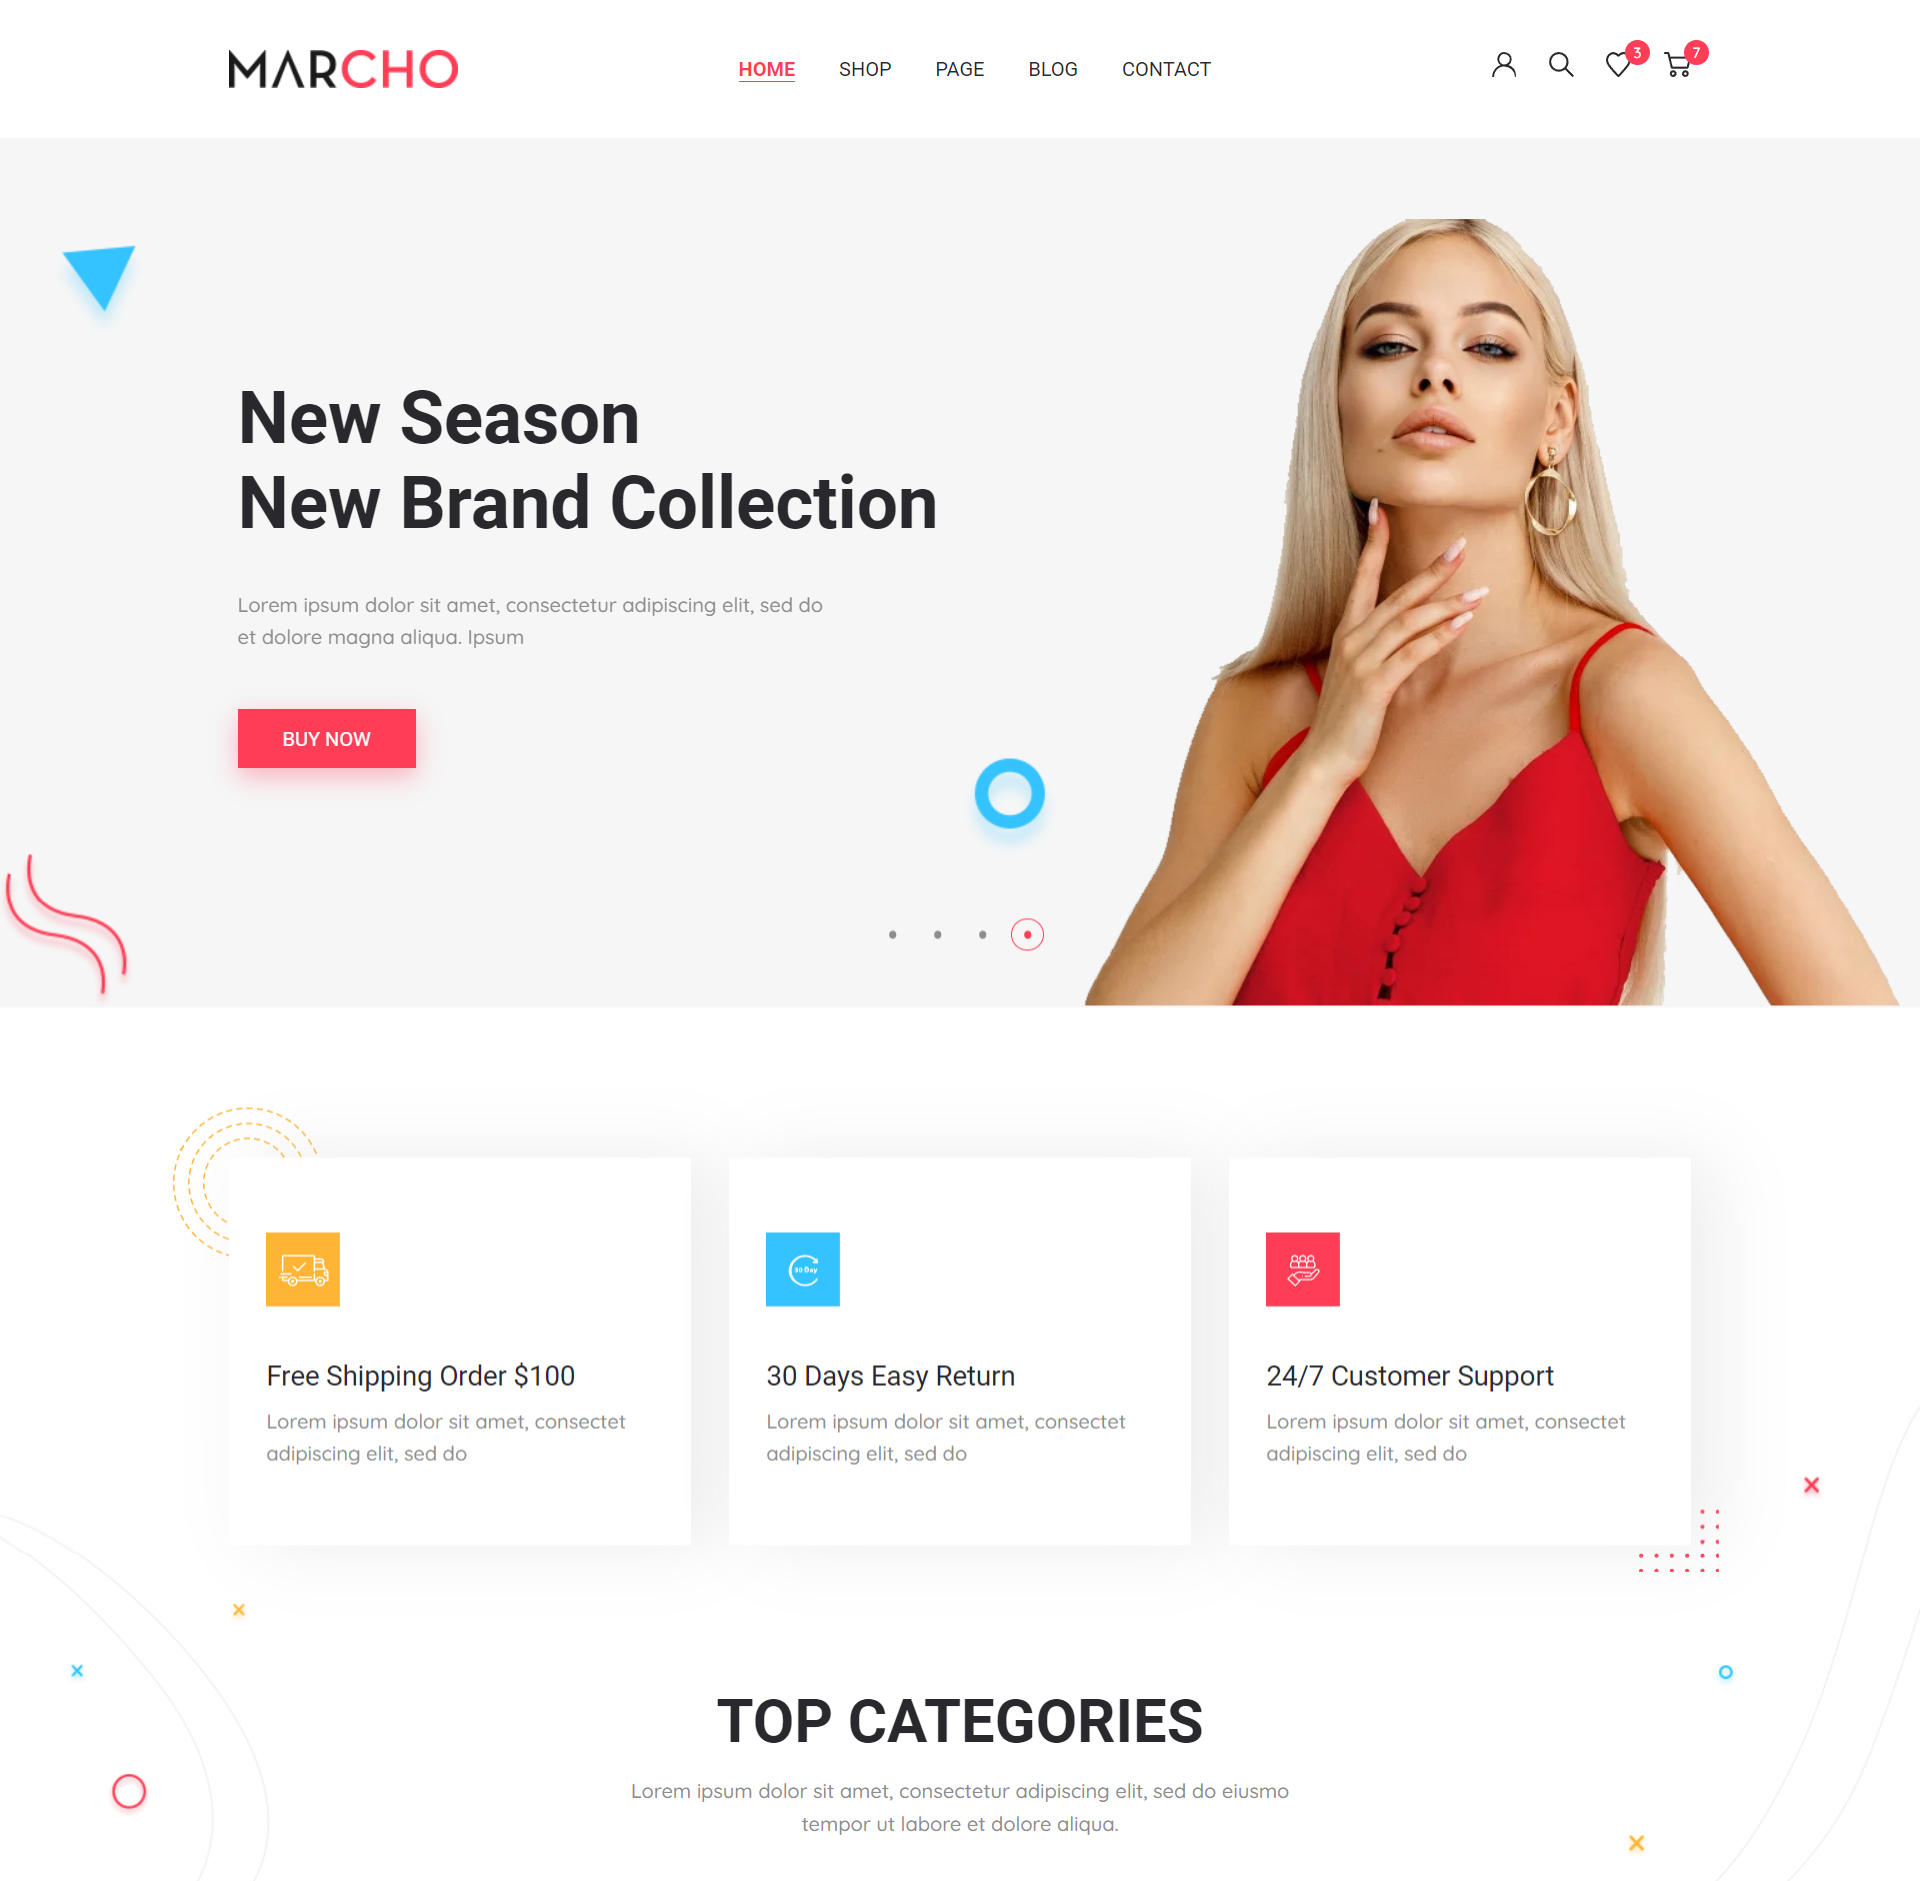 MARCHO
HOME SHOP PAGE BLOG CONTACT
3 7
New Season
New Brand Collection
Lorem ipsum dolor sit amet, consectetur adipiscing elit, sed do
et dolore magna aliqua. Ipsum
BUY NOW
Free Shipping Order $100
Lorem ipsum dolor sit amet, consectet
adipiscing elit, sed do
30 Day
30 Days Easy Return
Lorem ipsum dolor sit amet, consectet
adipiscing elit, sed do
24/7 Customer Support
Lorem ipsum dolor sit amet, consectet
adipiscing elit, sed do
TOP CATEGORIES
Lorem ipsum dolor sit amet, consectetur adipiscing elit, sed do eiusmo
tempor ut labore et dolore aliqua.